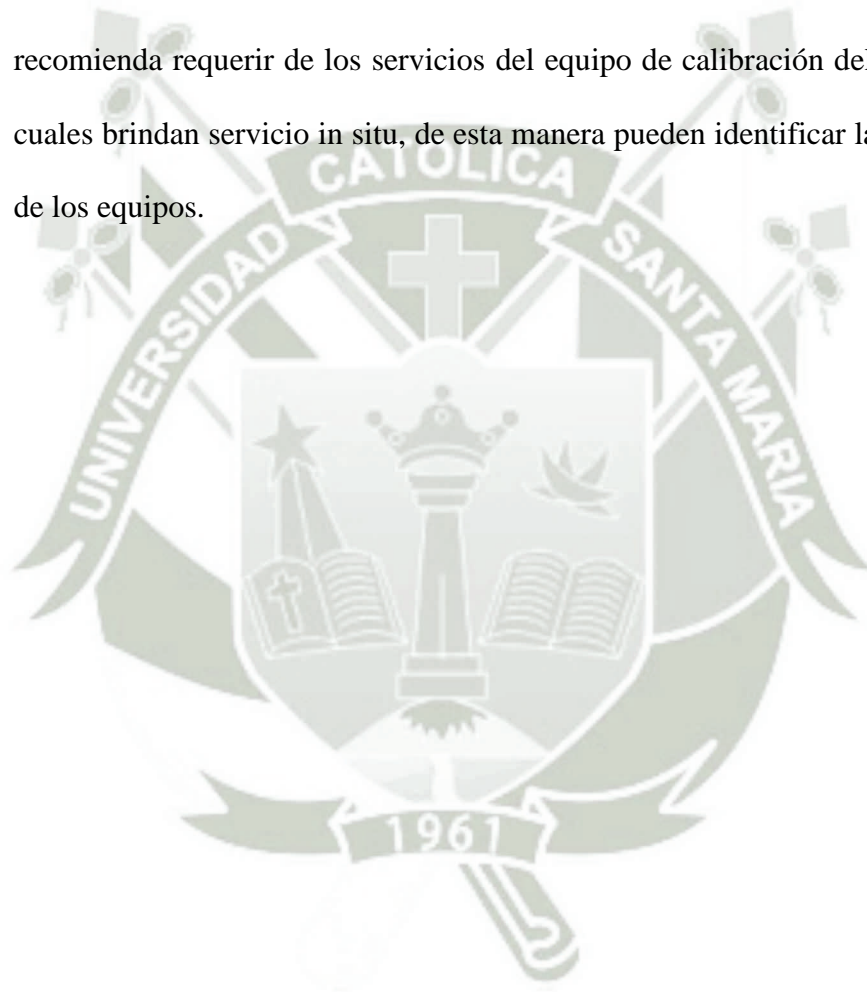 recomienda requerir de los servicios del equipo de calibración del
cuales brindan servicio in situ, de esta manera pueden identificar la
de los equipos.
CATOLICA
UNIVERSIDAD
SANTA MARIA
1961